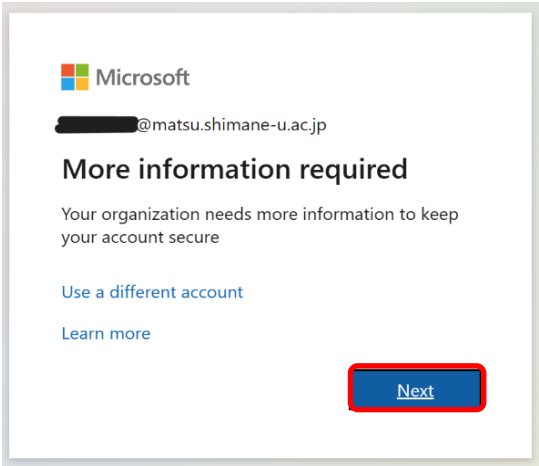 Microsoft
@matsu.shimane-u.ac.jp
More information required
Your organization needs more information to keep
your account secure
Use a different account
Learn more
Next